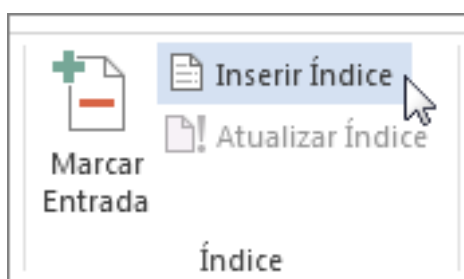 Inserir Índice
Atualizar Índice
Marcar
Entrada
Índice